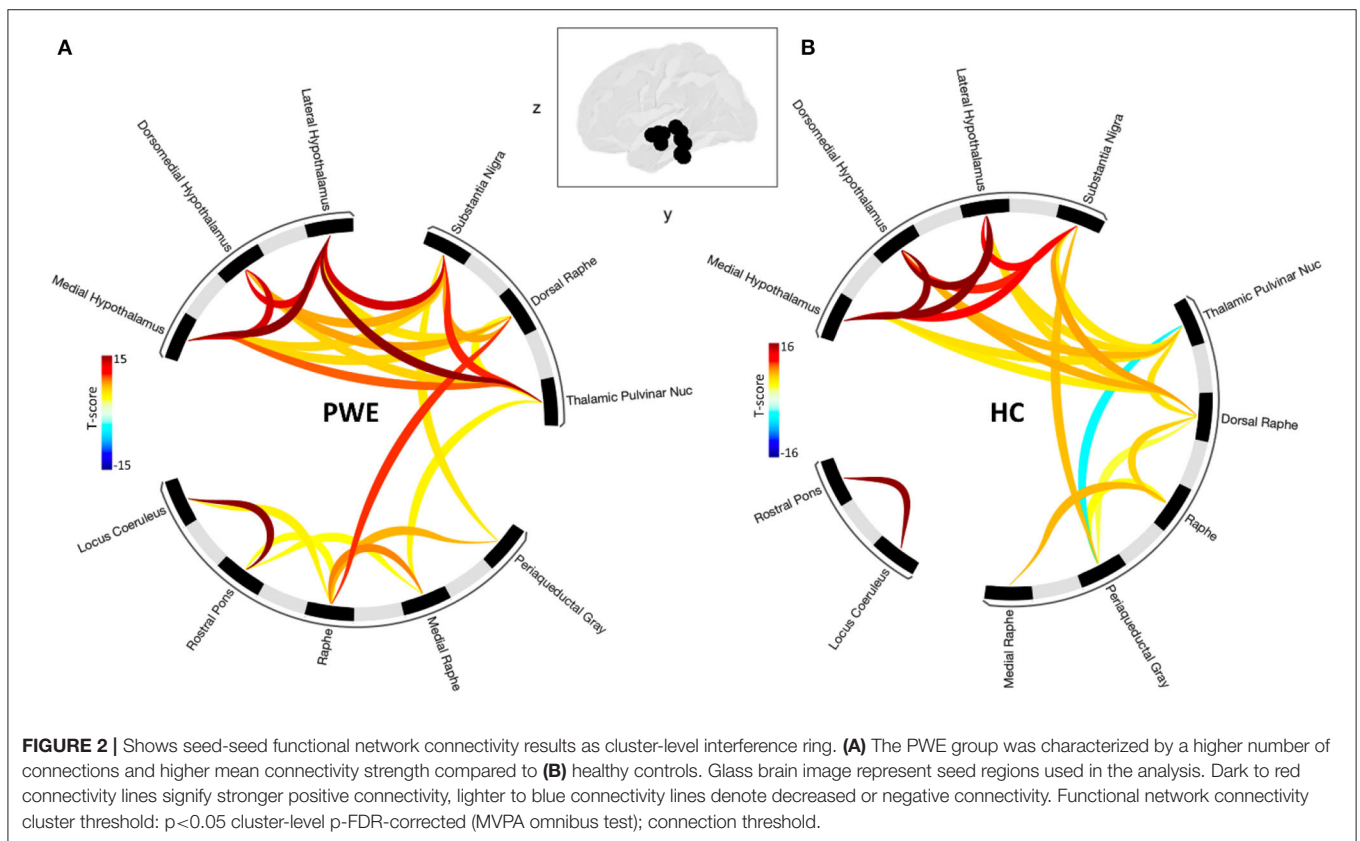 A
B
z
y
Medial Hypothalamus
Dorsomedial Hypothalamus
Lateral Hypothalamus
Substantia Nigra
Dorsal Raphe
Thalamic Pulvinar Nuc
Periaqueductal Gray
Medial Raphe
Raphe
Rostral Pons
Locus Coeruleus
15
T-score
-15
PWE
Medial Hypothalamus
Dorsomedial Hypothalamus
Lateral Hypothalamus
Substantia Nigra
Thalamic Pulvinar Nuc
Dorsal Raphe
Raphe
Periaqueductal Gray
Medial Raphe
Locus Coeruleus
Rostral Pons
16
T-score
-16
HC
FIGURE 2 | Shows seed-seed functional network connectivity results as cluster-level interference ring. (A) The PWE group was characterized by a higher number of
connections and higher mean connectivity strength compared to (B) healthy controls. Glass brain image represent seed regions used in the analysis. Dark to red
connectivity lines signify stronger positive connectivity, lighter to blue connectivity lines denote decreased or negative connectivity. Functional network connectivity
cluster threshold: p<0.05 cluster-level p-FDR-corrected (MVPA omnibus test); connection threshold.